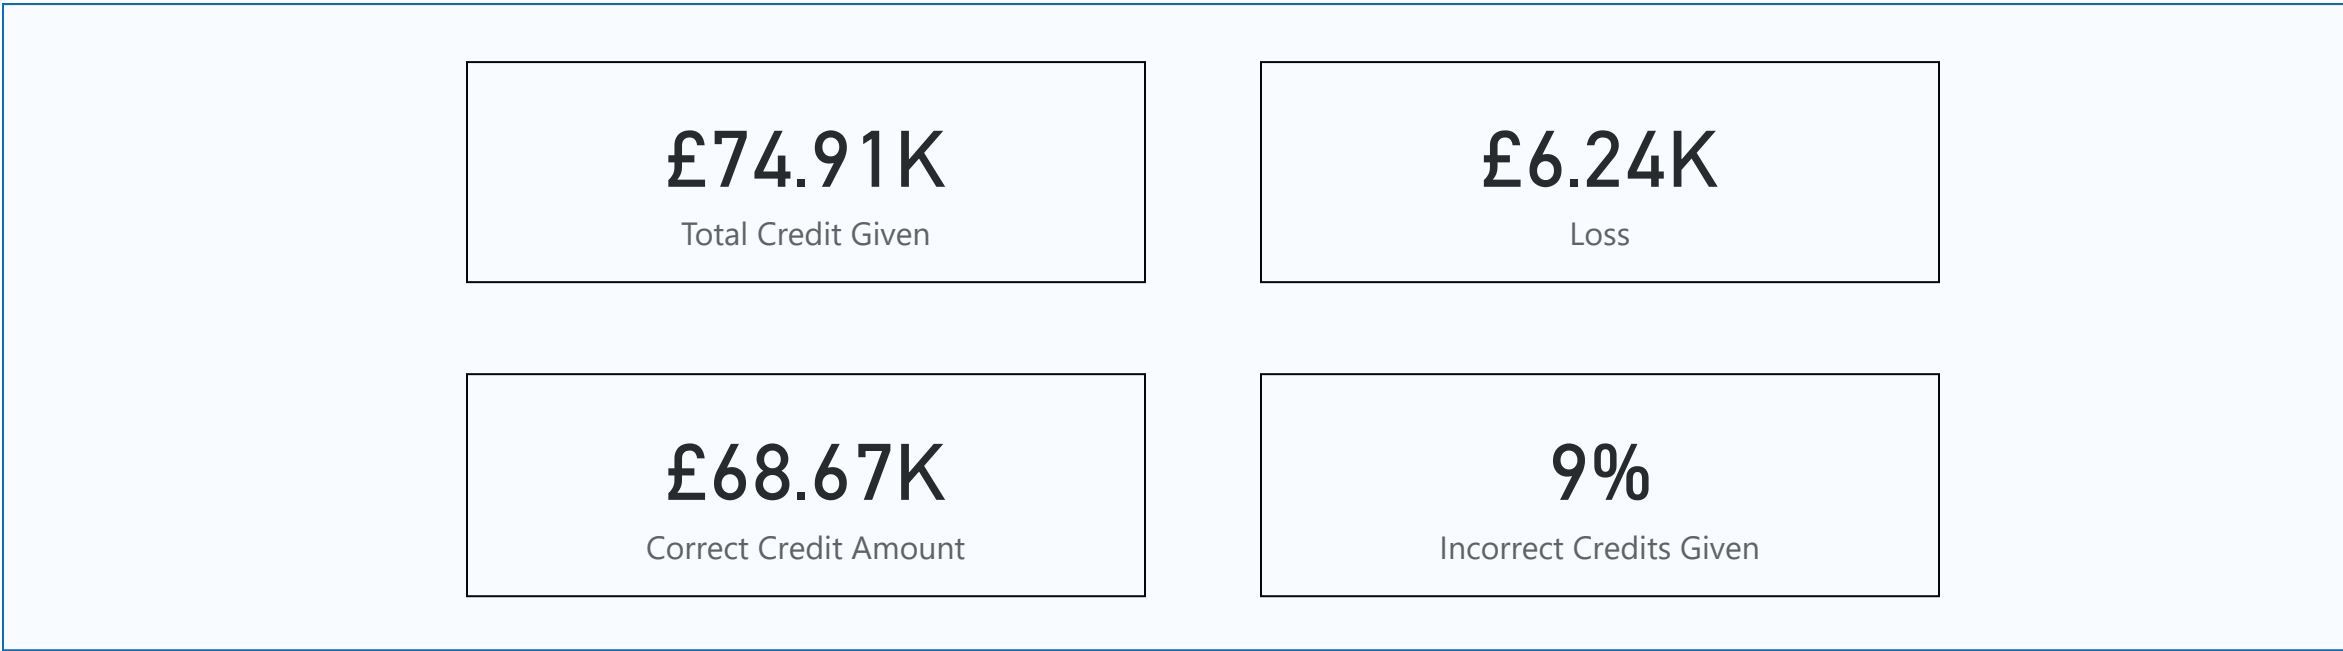 £74.91K
Total Credit Given
£6.24K
Loss
£68.67K
Correct Credit Amount
9%
Incorrect Credits Given